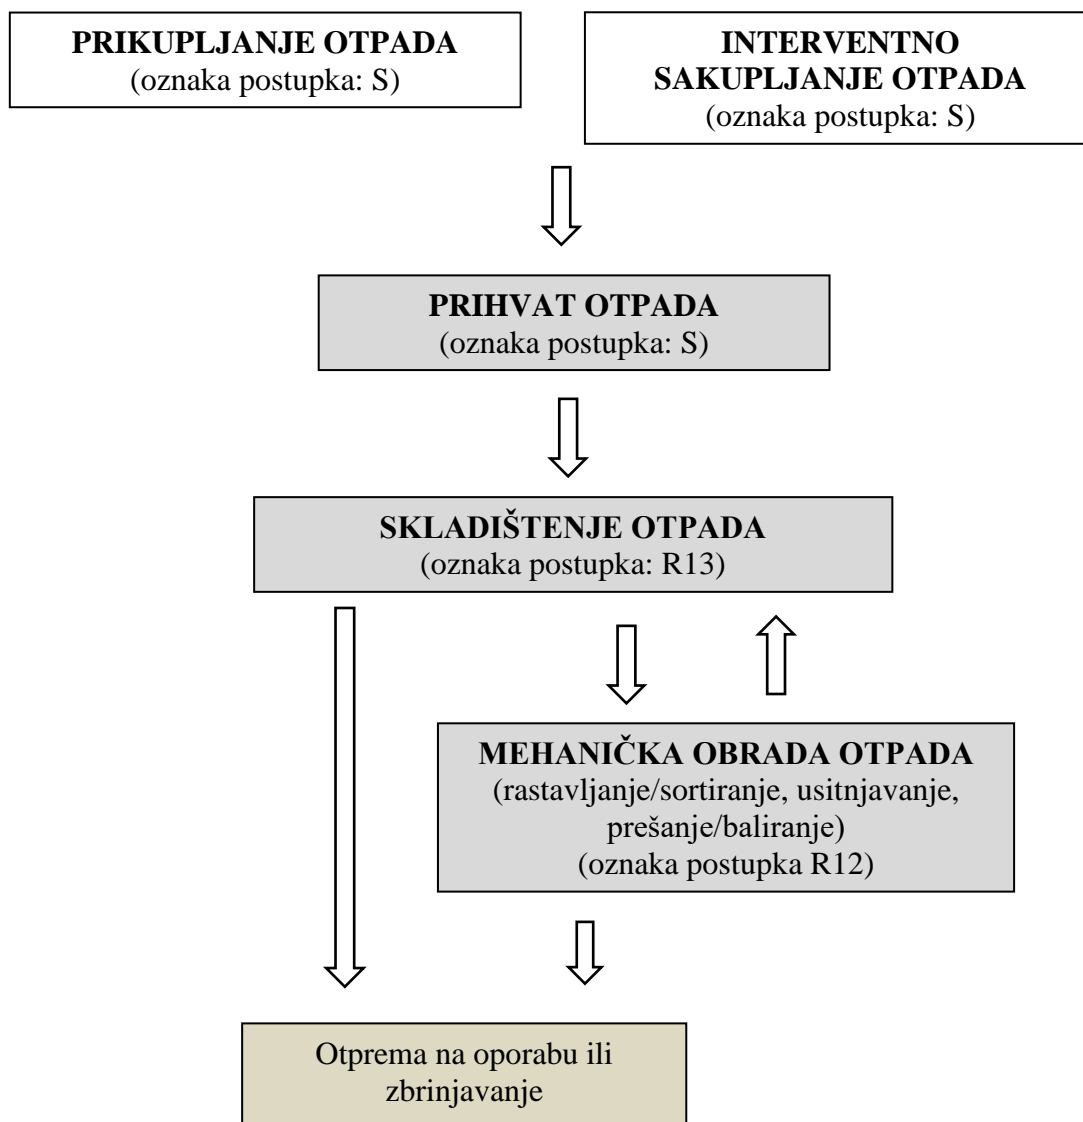 PRIKUPLJANJE OTPADA
(oznaka postupka: S)
INTERVENTNO
SAKUPLJANJE OTPADA
(oznaka postupka: S)
PRIHVAT OTPADA
(oznaka postupka: S)
SKLADIŠTENJE OTPADA
(oznaka postupka: R13)
MEHANIČKA OBRADA OTPADA
(rastavljanje/sortiranje, usitnjavanje,
prešanje/baliranje)
(oznaka postupka R12)
Otprema na oporabu ili
zbrinjavanje